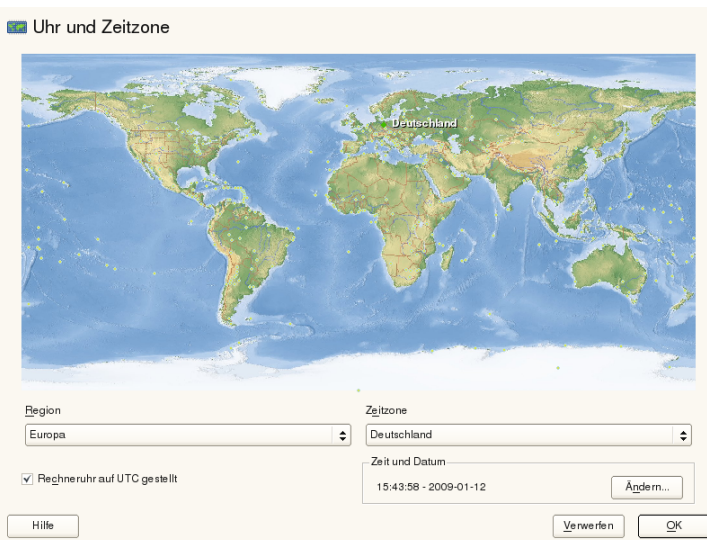 Uhr und Zeitzone
Deutschland
Region
Zeitzone
Europa
Deutschland
Rechneruhr auf UTC gestellt
Zeit und Datum
15:43:58 - 2009-01-12
Ändern...
Hilfe
Verwerfen
OK